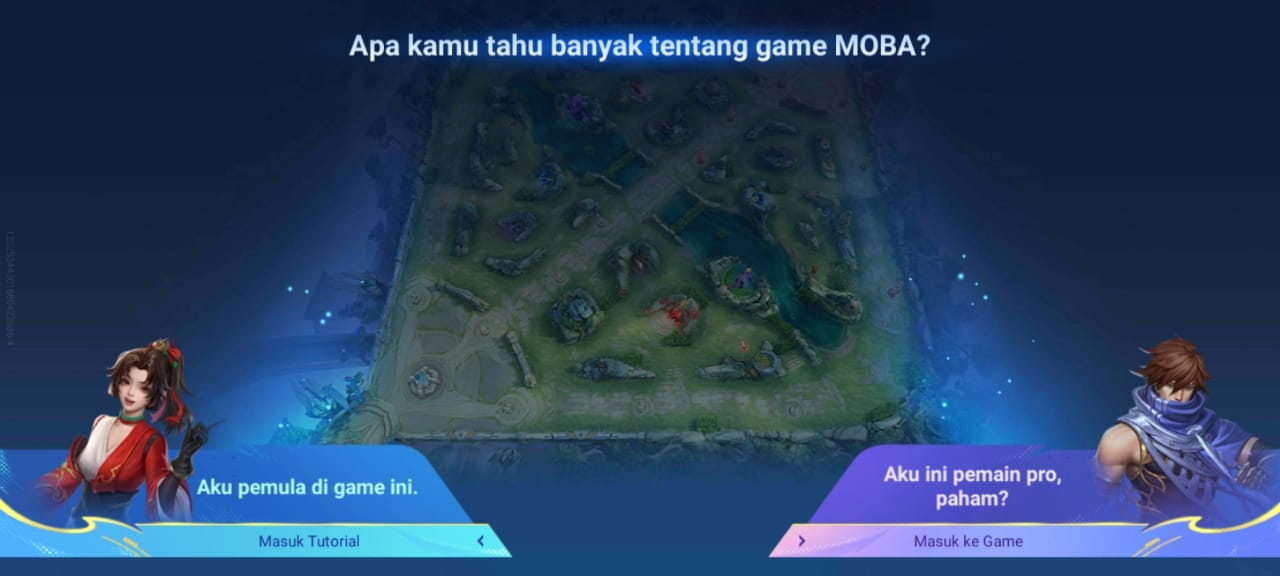 Apa kamu tahu banyak tentang game MOBA?
Aku pemula di game ini.
Masuk Tutorial
Aku ini pemain pro,
paham?
Masuk ke Game